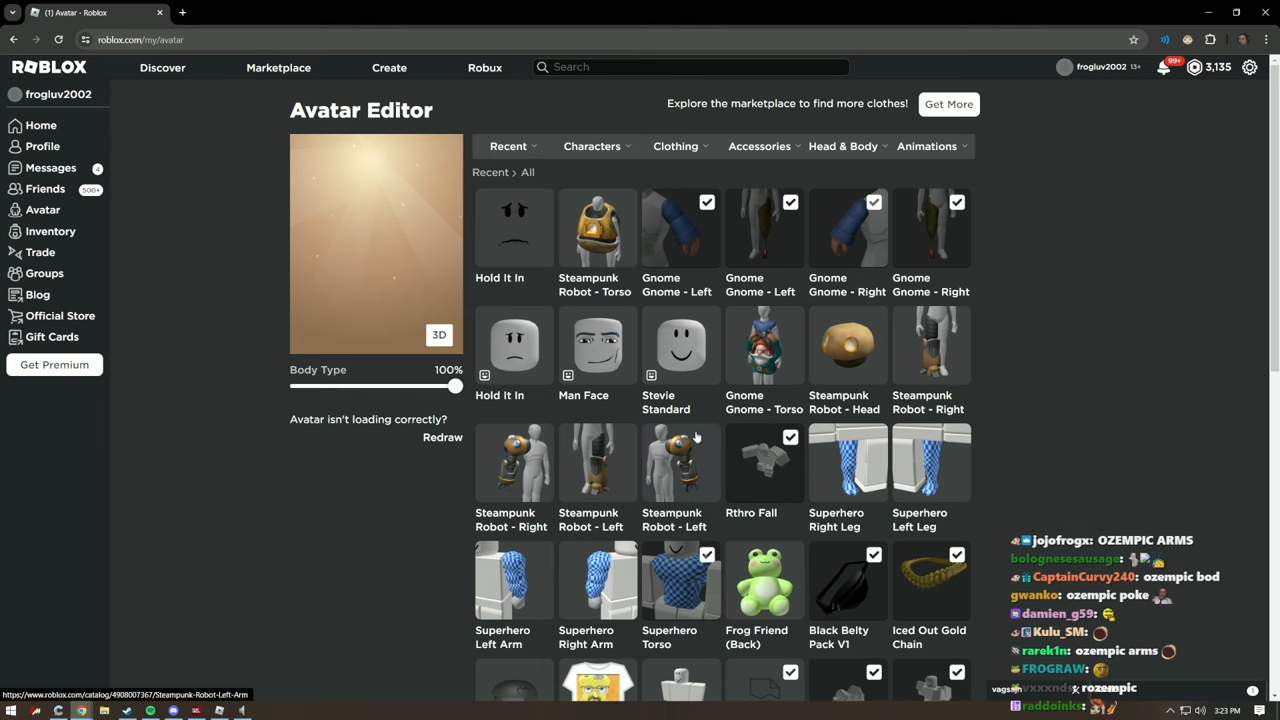 (1) Avatar - Roblox
roblox.com/my/avatar
ROBLOX
Discover
Marketplace
Create
Robux
Search
frogluv2002 13+
99+
3,135
frogluv2002
Home
Profile
Messages 4
Friends 500+
Avatar
Inventory
Trade
Groups
Blog
Official Store
Gift Cards
Get Premium
Avatar Editor
Explore the marketplace to find more clothes!
Get More
3D
Body Type 100%
Avatar isn't loading correctly?
Redraw
Recent
Characters
Clothing
Accessories
Head & Body
Animations
Recent > All
Hold It In
Steampunk
Robot - Torso
Gnome
Gnome - Left
Gnome
Gnome - Left
Gnome
Gnome - Right
Gnome
Gnome - Right
Hold It In
Man Face
Stevie
Standard
Gnome
Gnome - Torso
Steampunk
Robot - Head
Steampunk
Robot - Right
Steampunk
Robot - Right
Steampunk
Robot - Left
Steampunk
Robot - Left
Rthro Fall
Superhero
Right Leg
Superhero
Left Leg
Superhero
Left Arm
Superhero
Right Arm
Superhero
Torso
Frog Friend
(Back)
Black Belty
Pack V1
Iced Out Gold
Chain
jojofrogx: OZEMPIC ARMS
bolognesesausage:
CaptainCurvy240: ozempic bod
gwanko: ozempic poke
damien_g59:
Kulu_SM:
rarek1n: ozempic arms
FROGRAW:
rozempic
raddoinks:
https://www.roblox.com/catalog/4908007367/Steampunk-Robot-Left-Arm
3:23 PM